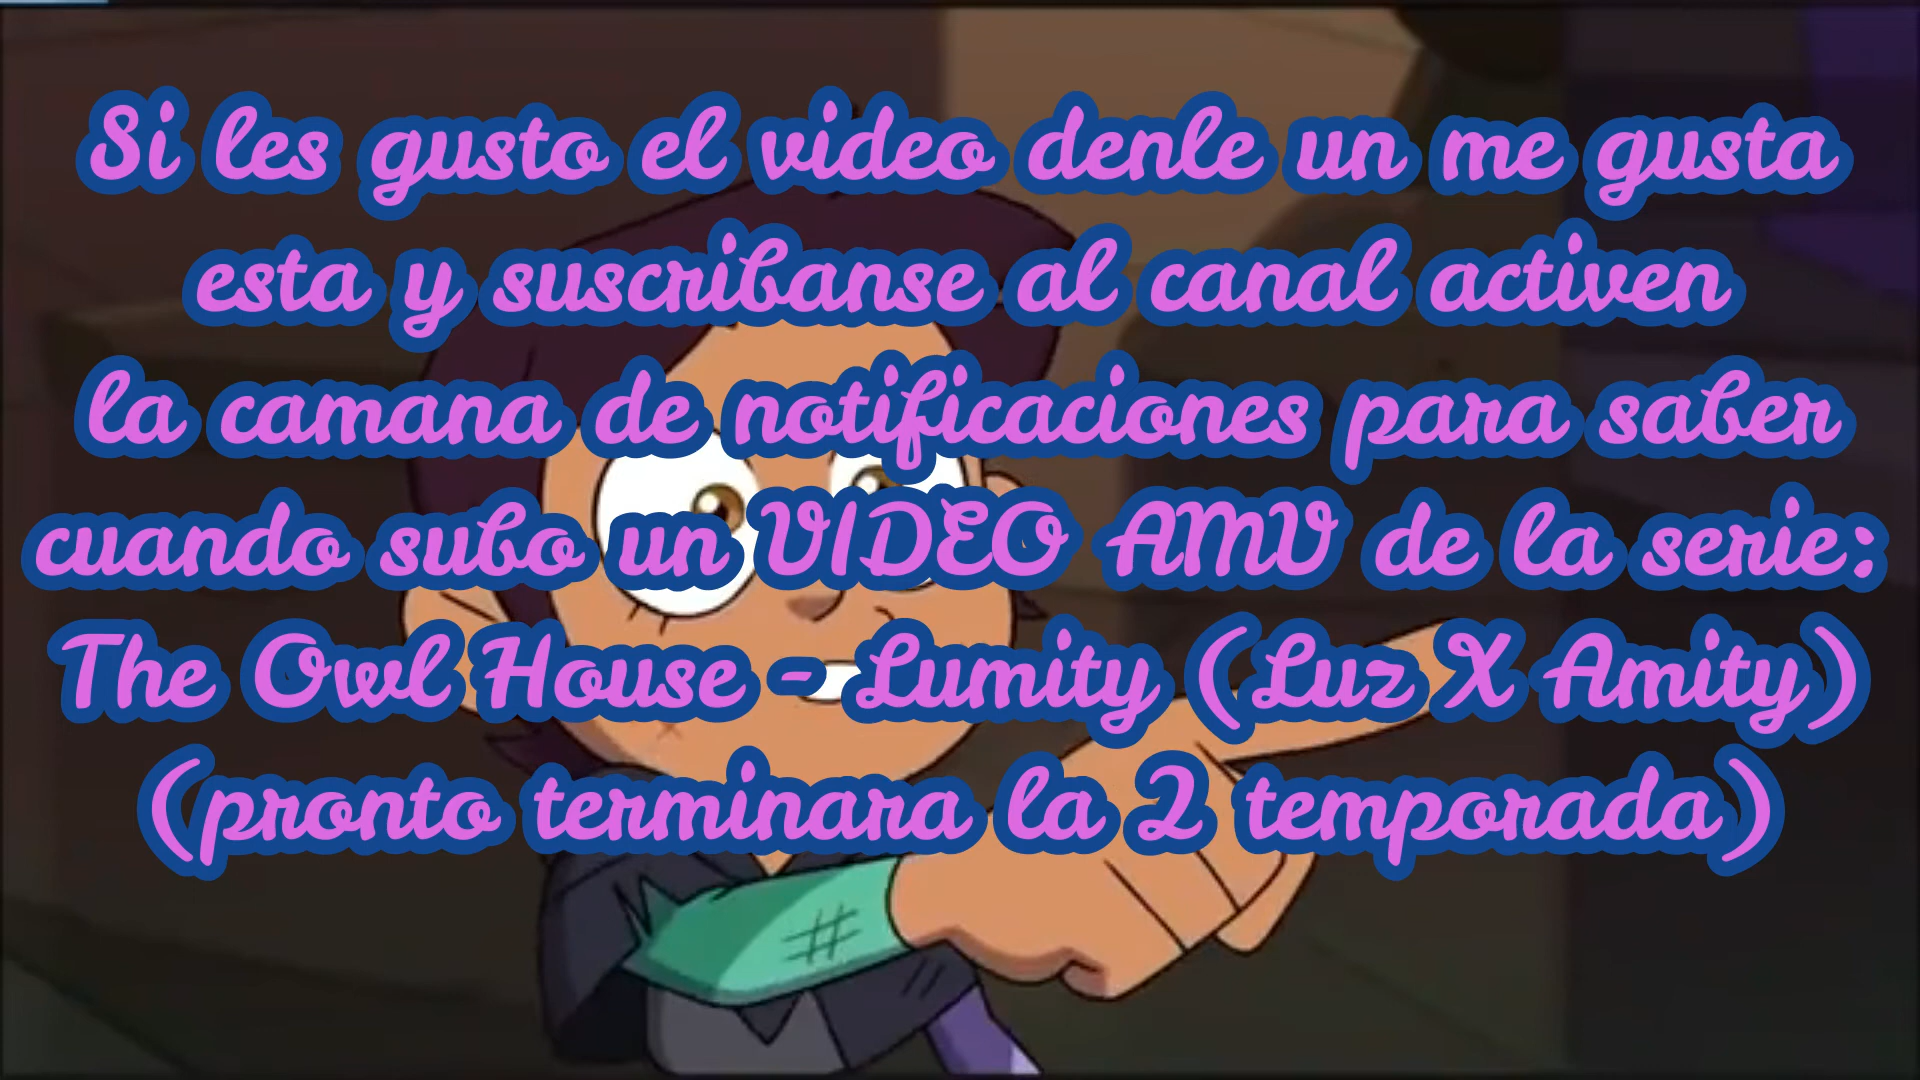 Si les gusto el video denle un me gusta
esta y suscribanse al canal activen
la camana de notificaciones para saber
cuando subo un VIDEO AMV de la serie:
The Owl House - Lumity (Luz X Amity)
(pronto terminara la 2 temporada)